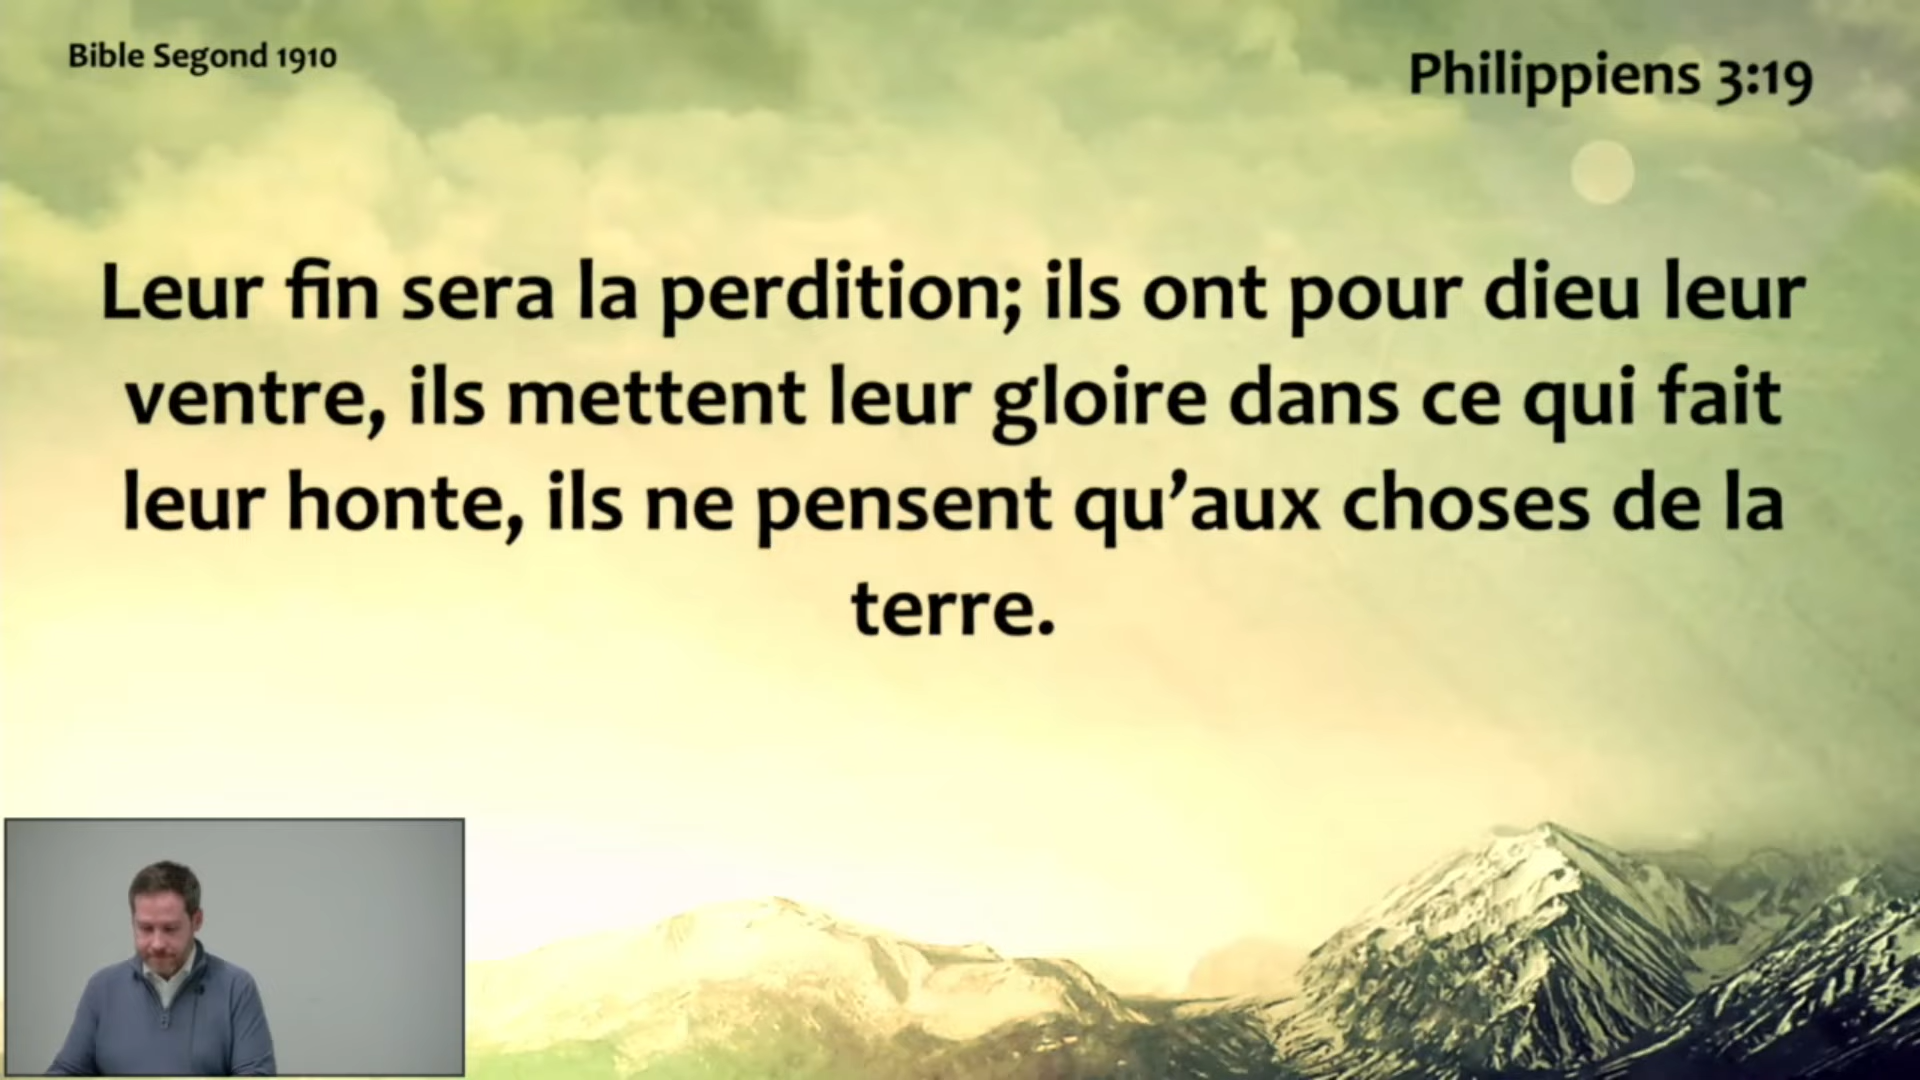 Bible Segond 1910
Philippiens 3:19
Leur fin sera la perdition; ils ont pour dieu leur
ventre, ils mettent leur gloire dans ce qui fait
leur honte, ils ne pensent qu’aux choses de la
terre.